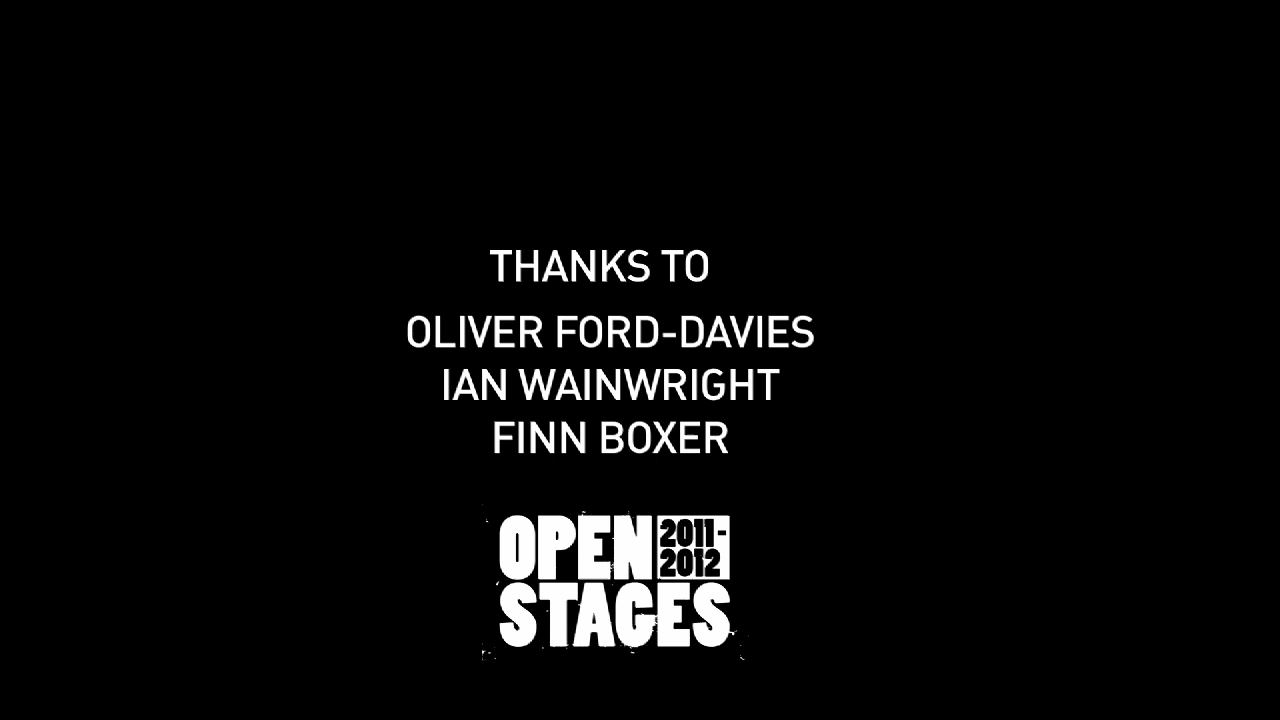 THANKS TO
OLIVER FORD-DAVIES
IAN WAINWRIGHT
FINN BOXER
OPEN 2011-
2012
STAGES